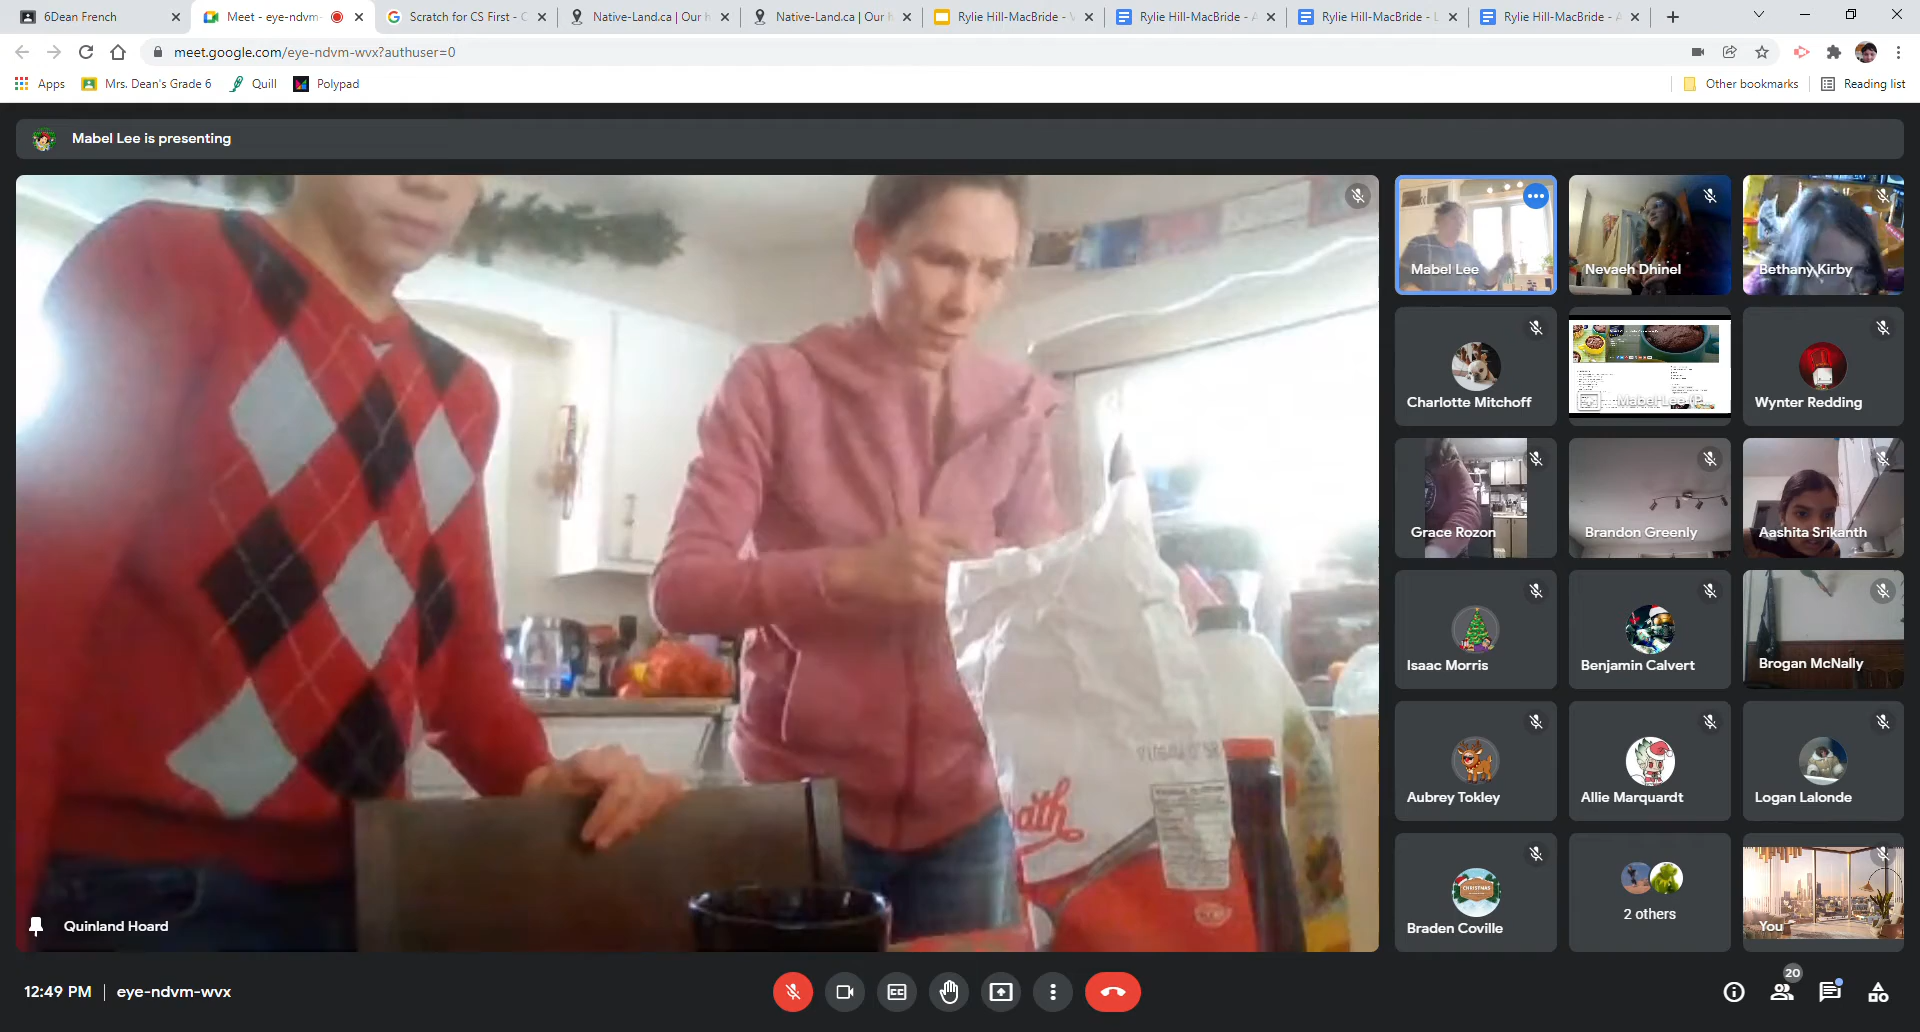 6Dean French
Meet - eye-ndvm-
Scratch for CS First - C
Native-Land.ca | Our h
Native-Land.ca | Our h
Rylie Hill-MacBride -
Rylie Hill-MacBride -
Rylie Hill-MacBride -
Rylie Hill-MacBride -
meet.google.com/eye-ndvm-wvx?authuser=0
Apps
Mrs. Dean's Grade 6
Quill
Polypad
Other bookmarks
Reading list
Mabel Lee is presenting
Mabel Lee
Nevaeh Dhinel
Bethany Kirby
Charlotte Mitchoff
Mabel Lee (P
Wynter Redding
Grace Rozon
Brandon Greenly
Aashita Srikanth
Isaac Morris
Benjamin Calvert
Brogan McNally
Aubrey Tokley
Allie Marquardt
Logan Lalonde
CHRISTMAS
Braden Coville
2 others
You
Quinland Hoard
12:49 PM | eye-ndvm-wvx
20